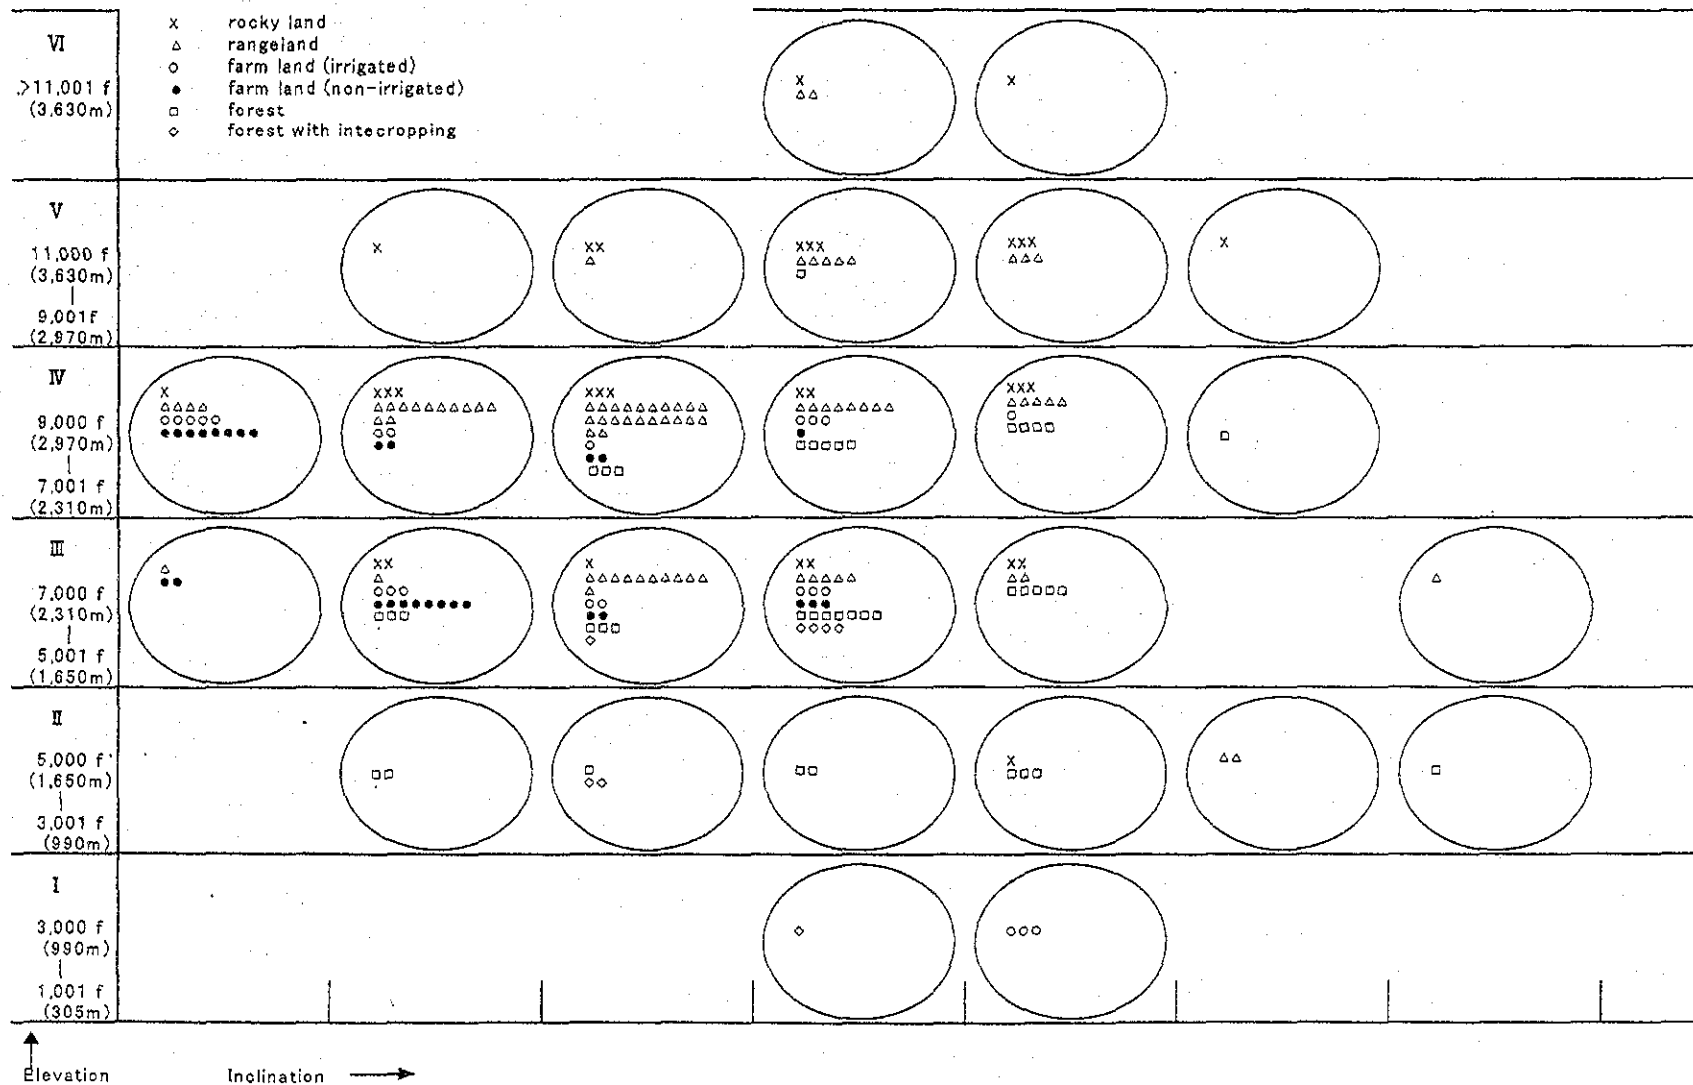 x rocky land
△ rangeland
○ farm land (irrigated)
● farm land (non-irrigated)
□ forest
◇ forest with intecropping
VI
>11,001 f
(3,630m)
V
11,000 f
(3,630m)
9,001f
(2,970m)
IV
9,000 f
(2,970m)
7,001 f
(2,310m)
III
7,000 f
(2,310m)
5,001 f
(1,650m)
II
5,000 f
(1,650m)
3,001 f
(990m)
I
3,000 f
(990m)
1,001 f
(305m)
Elevation
Inclination